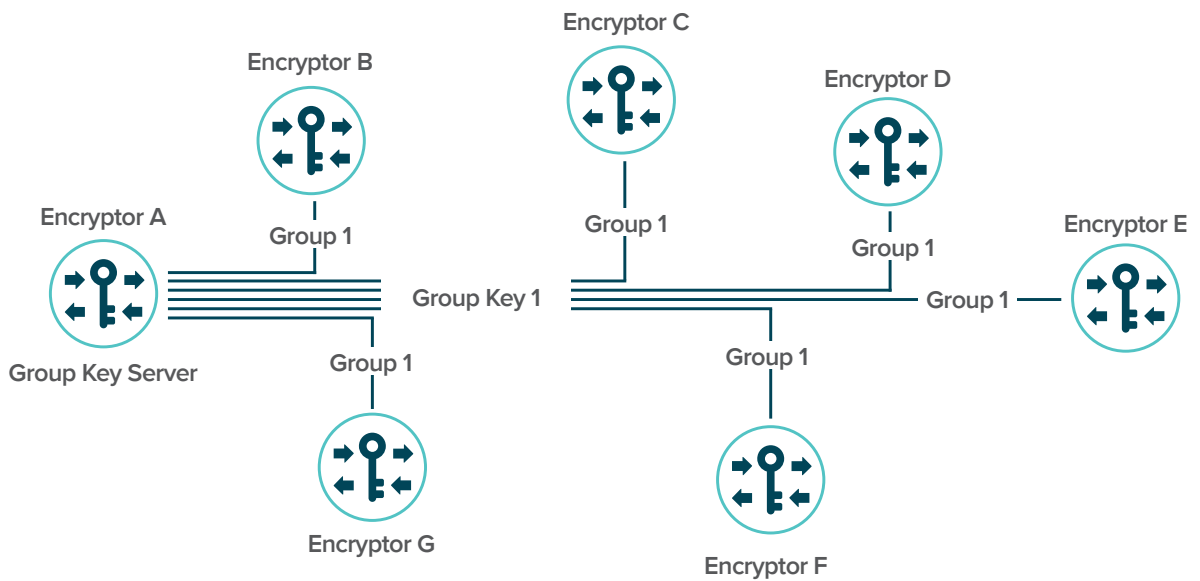 Encryptor C
Encryptor B
Encryptor D
Encryptor A
Group 1
Group 1
Encryptor E
Group 1
Group Key 1
Group 1
Group Key Server
Group 1
Group 1
Encryptor G
Encryptor F